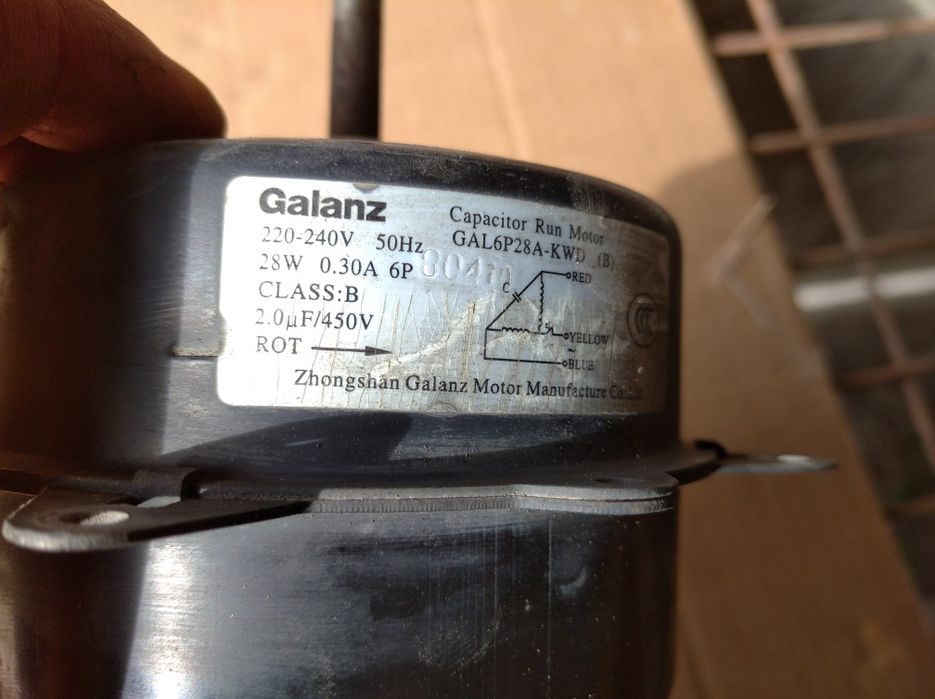 Galanz
Capacitor Run Motor
220-240V 50Hz GAL6P28A-KWD (B)
28W 0.30A 6P
CLASS:B
C
RED
2.0μF/450V
YELLOW
~
ROT
BLUE
Zhongshan Galanz Motor Manufacture
CCC